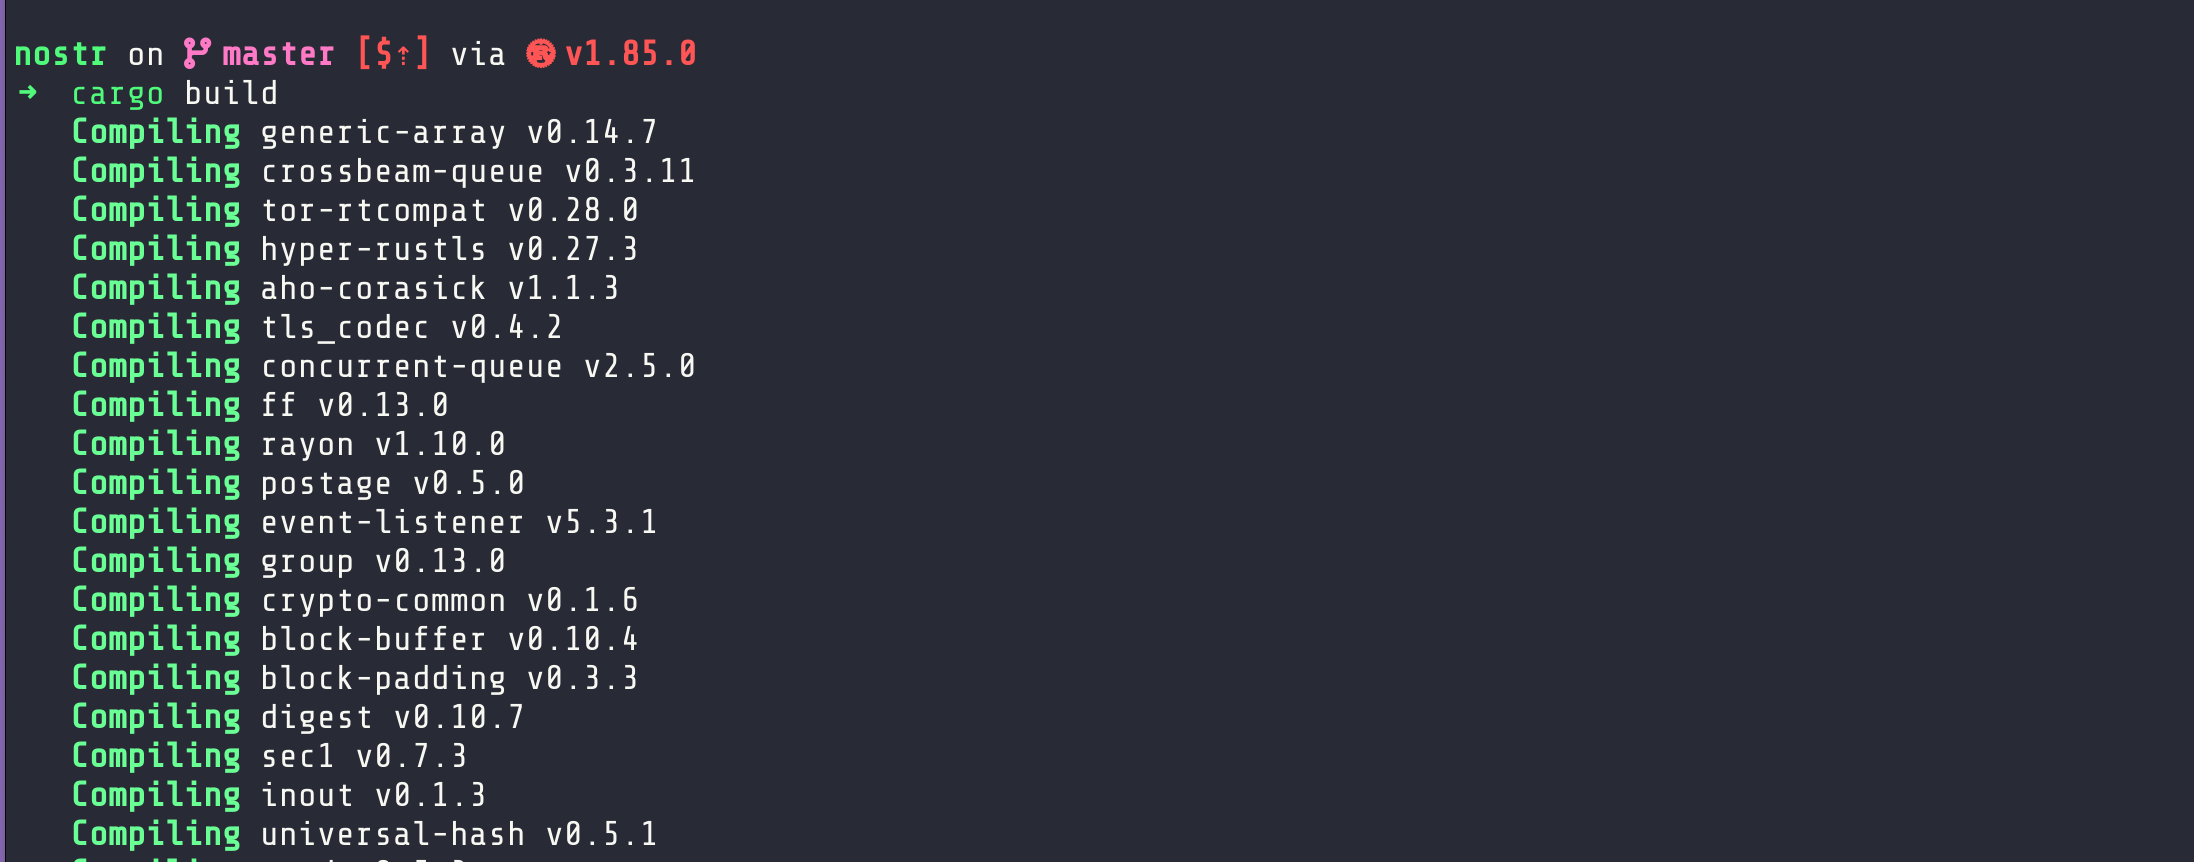 nostr on master [$⇡] via v1.85.0
➜ cargo build
Compiling generic-array v0.14.7
Compiling crossbeam-queue v0.3.11
Compiling tor-rtcompat v0.28.0
Compiling hyper-rustls v0.27.3
Compiling aho-corasick v1.1.3
Compiling tls_codec v0.4.2
Compiling concurrent-queue v2.5.0
Compiling ff v0.13.0
Compiling rayon v1.10.0
Compiling postage v0.5.0
Compiling event-listener v5.3.1
Compiling group v0.13.0
Compiling crypto-common v0.1.6
Compiling block-buffer v0.10.4
Compiling block-padding v0.3.3
Compiling digest v0.10.7
Compiling sec1 v0.7.3
Compiling inout v0.1.3
Compiling universal-hash v0.5.1